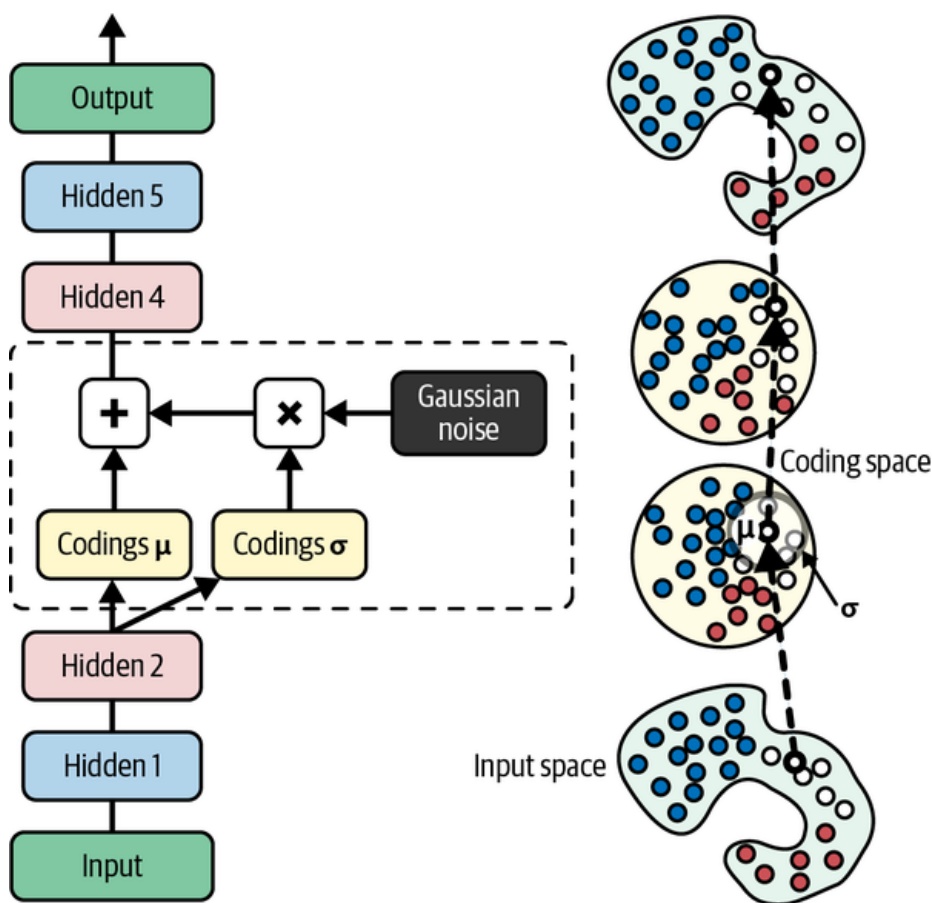 Output
Hidden 5
Hidden 4
+
×
Gaussian
noise
Codings μ
Codings σ
Hidden 2
Hidden 1
Input
Coding space
μ
σ
Input space